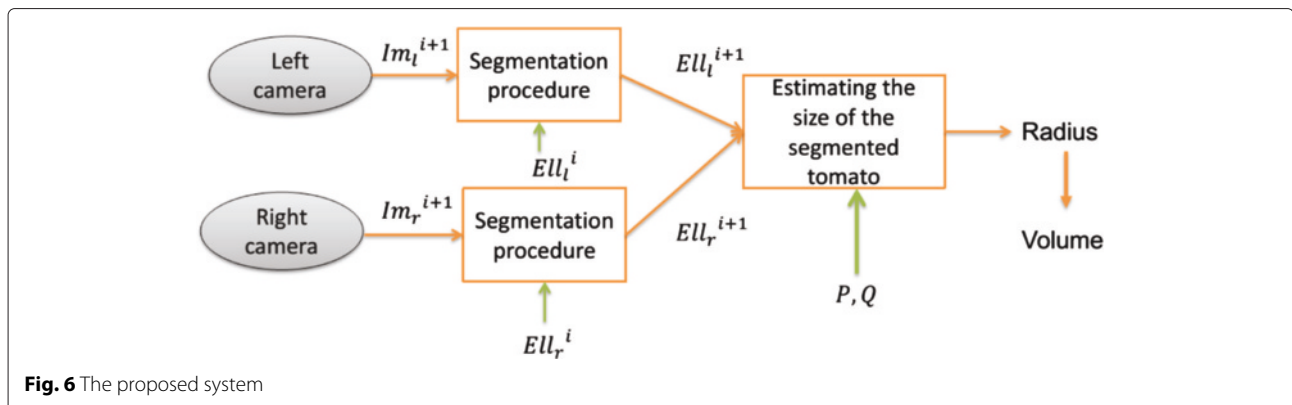 Left
camera
Im_l^{i+1}
Segmentation
procedure
Ell_l^i
Ell_l^{i+1}
Right
camera
Im_r^{i+1}
Segmentation
procedure
Ell_r^i
Ell_r^{i+1}
Estimating the
size of the
segmented
tomato
P, Q
Radius
Volume
Fig. 6 The proposed system